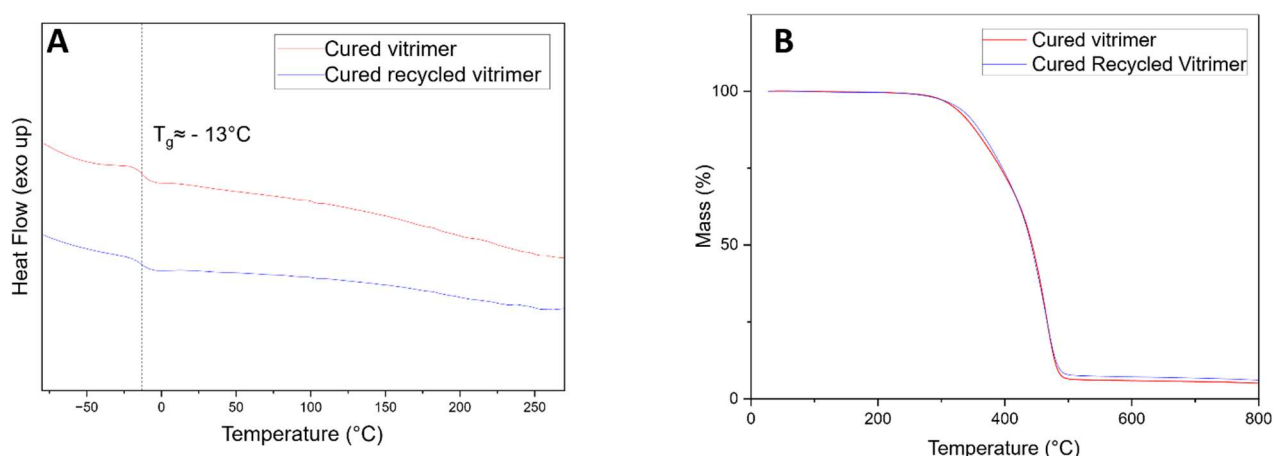 A
Cured vitrimer
Cured recycled vitrimer
Tg≈ - 13°C
Heat Flow (exo up)
−50 0 50 100 150 200 250
Temperature (°C)
B
Cured vitrimer
Cured Recycled Vitrimer
100
50
0
Mass (%)
0 200 400 600 800
Temperature (°C)